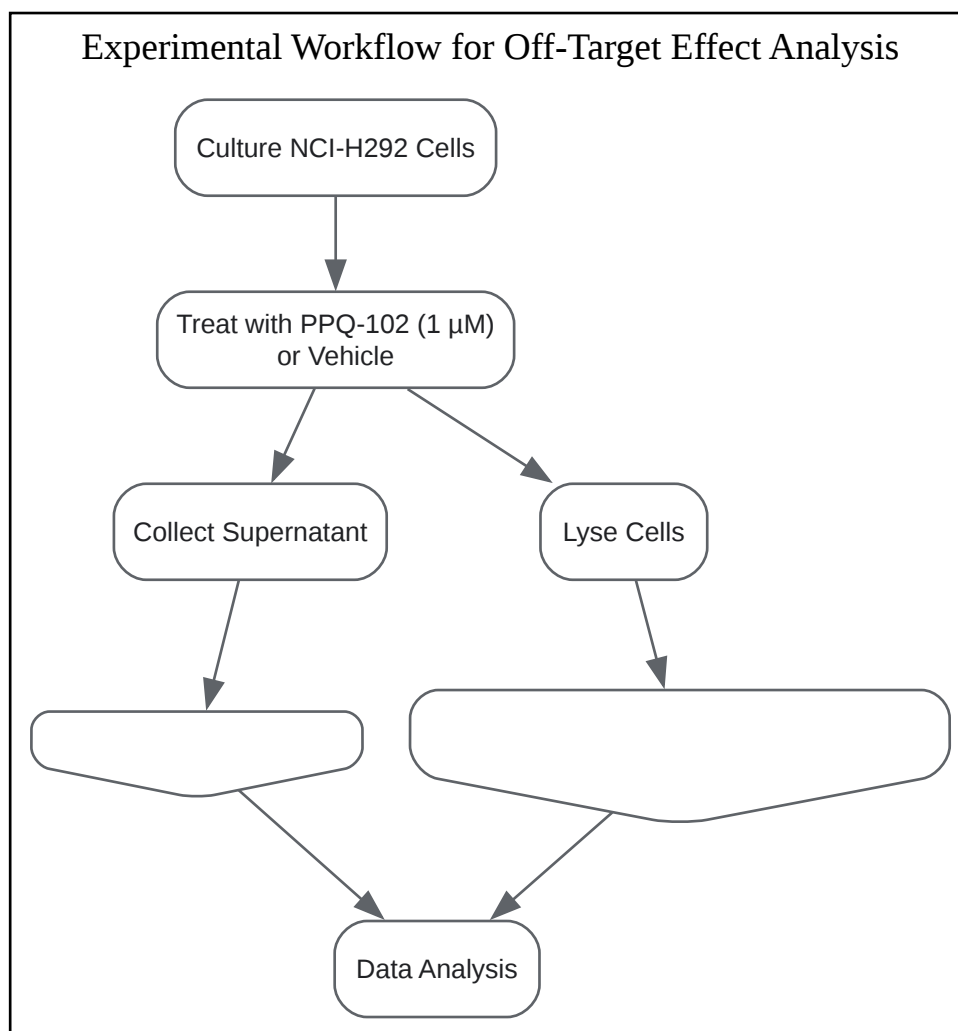 Experimental Workflow for Off-Target Effect Analysis
Culture NCI-H292 Cells
Treat with PPQ-102 (1 µM)
or Vehicle
Collect Supernatant
Lyse Cells
Data Analysis